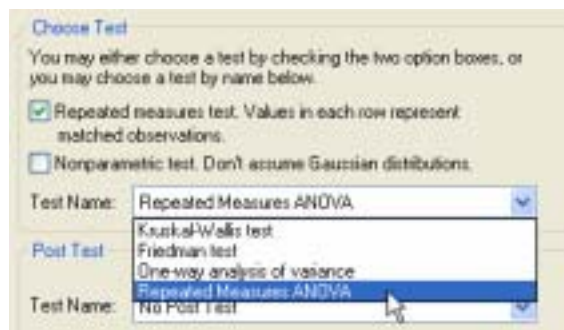 Choose Test
You may either choose a test by checking the two option boxes, or
you may choose a test by name below.
Repeated measures test. Values in each row represent
matched observations.
Nonparametric test. Don't assume Gaussian distributions.
Test Name: Repeated Measures ANOVA
Kruskal-Wallis test
Friedman test
Post Test
One-way analysis of variance
Repeated Measures ANOVA
Test Name: No Post Test